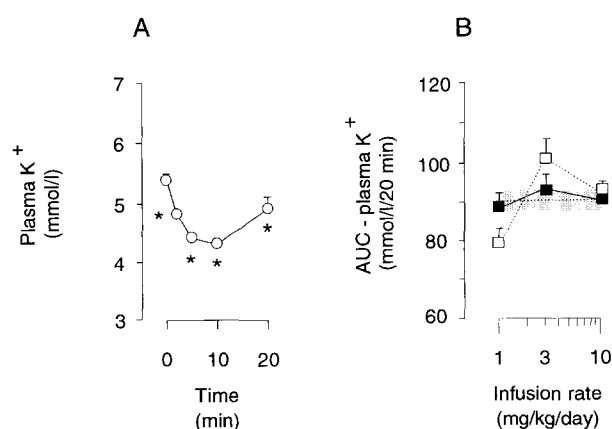 A
Plasma K+
(mmol/l)
7
6
5
4
3
*
*
*
*
0
10
20
Time
(min)
B
AUC - plasma K+
(mmol/l/20 min)
120
100
80
60
1
3
10
Infusion rate
(mg/kg/day)